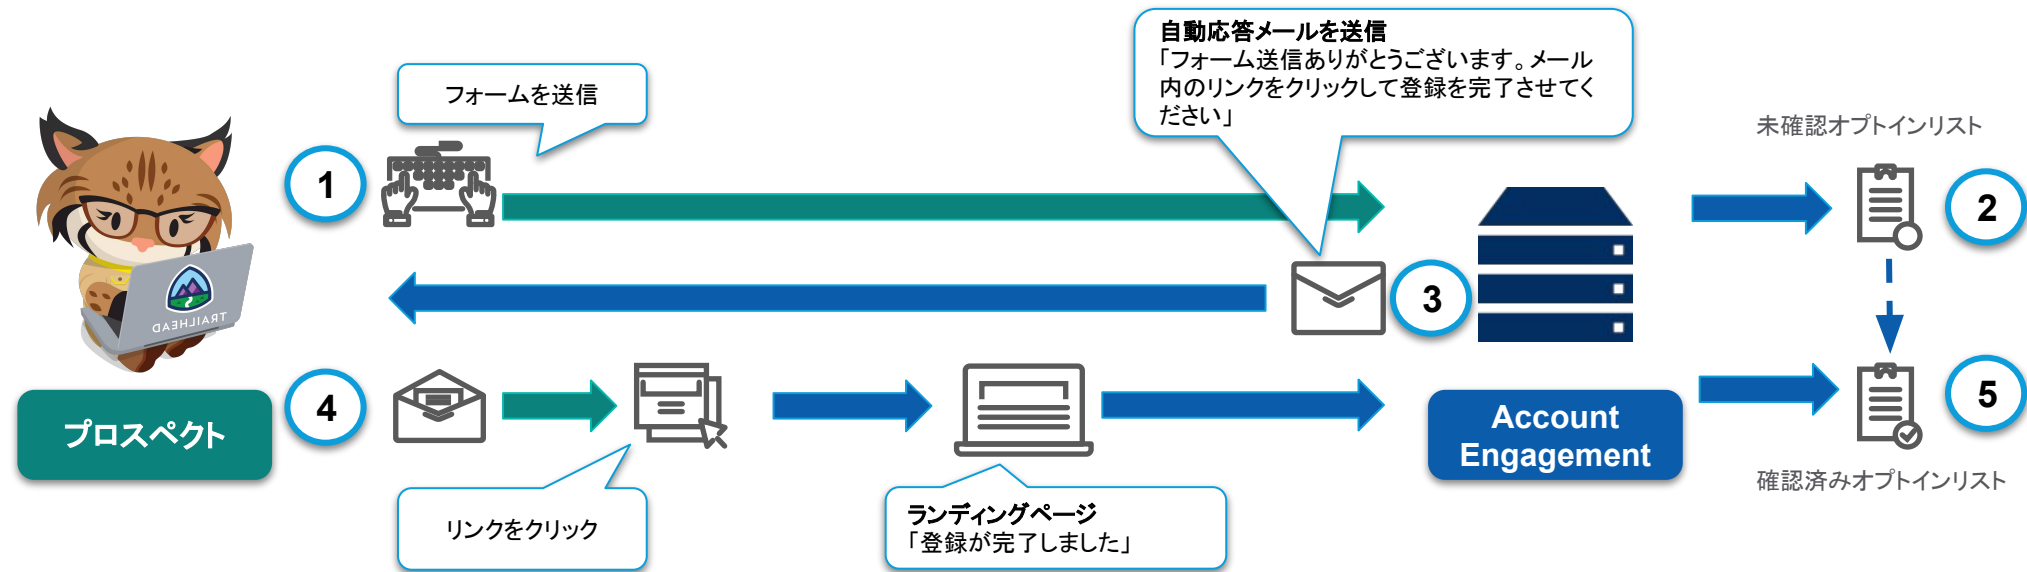 自動応答メールを送信
「フォーム送信ありがとうございます。メール
内のリンクをクリックして登録を完了させてく
ださい」
フォームを送信
未確認オプトインリスト
1
2
3
TRAILHEAD
4
5
プロスペクト
Account
Engagement
確認済みオプトインリスト
リンクをクリック
ランディングページ
「登録が完了しました」